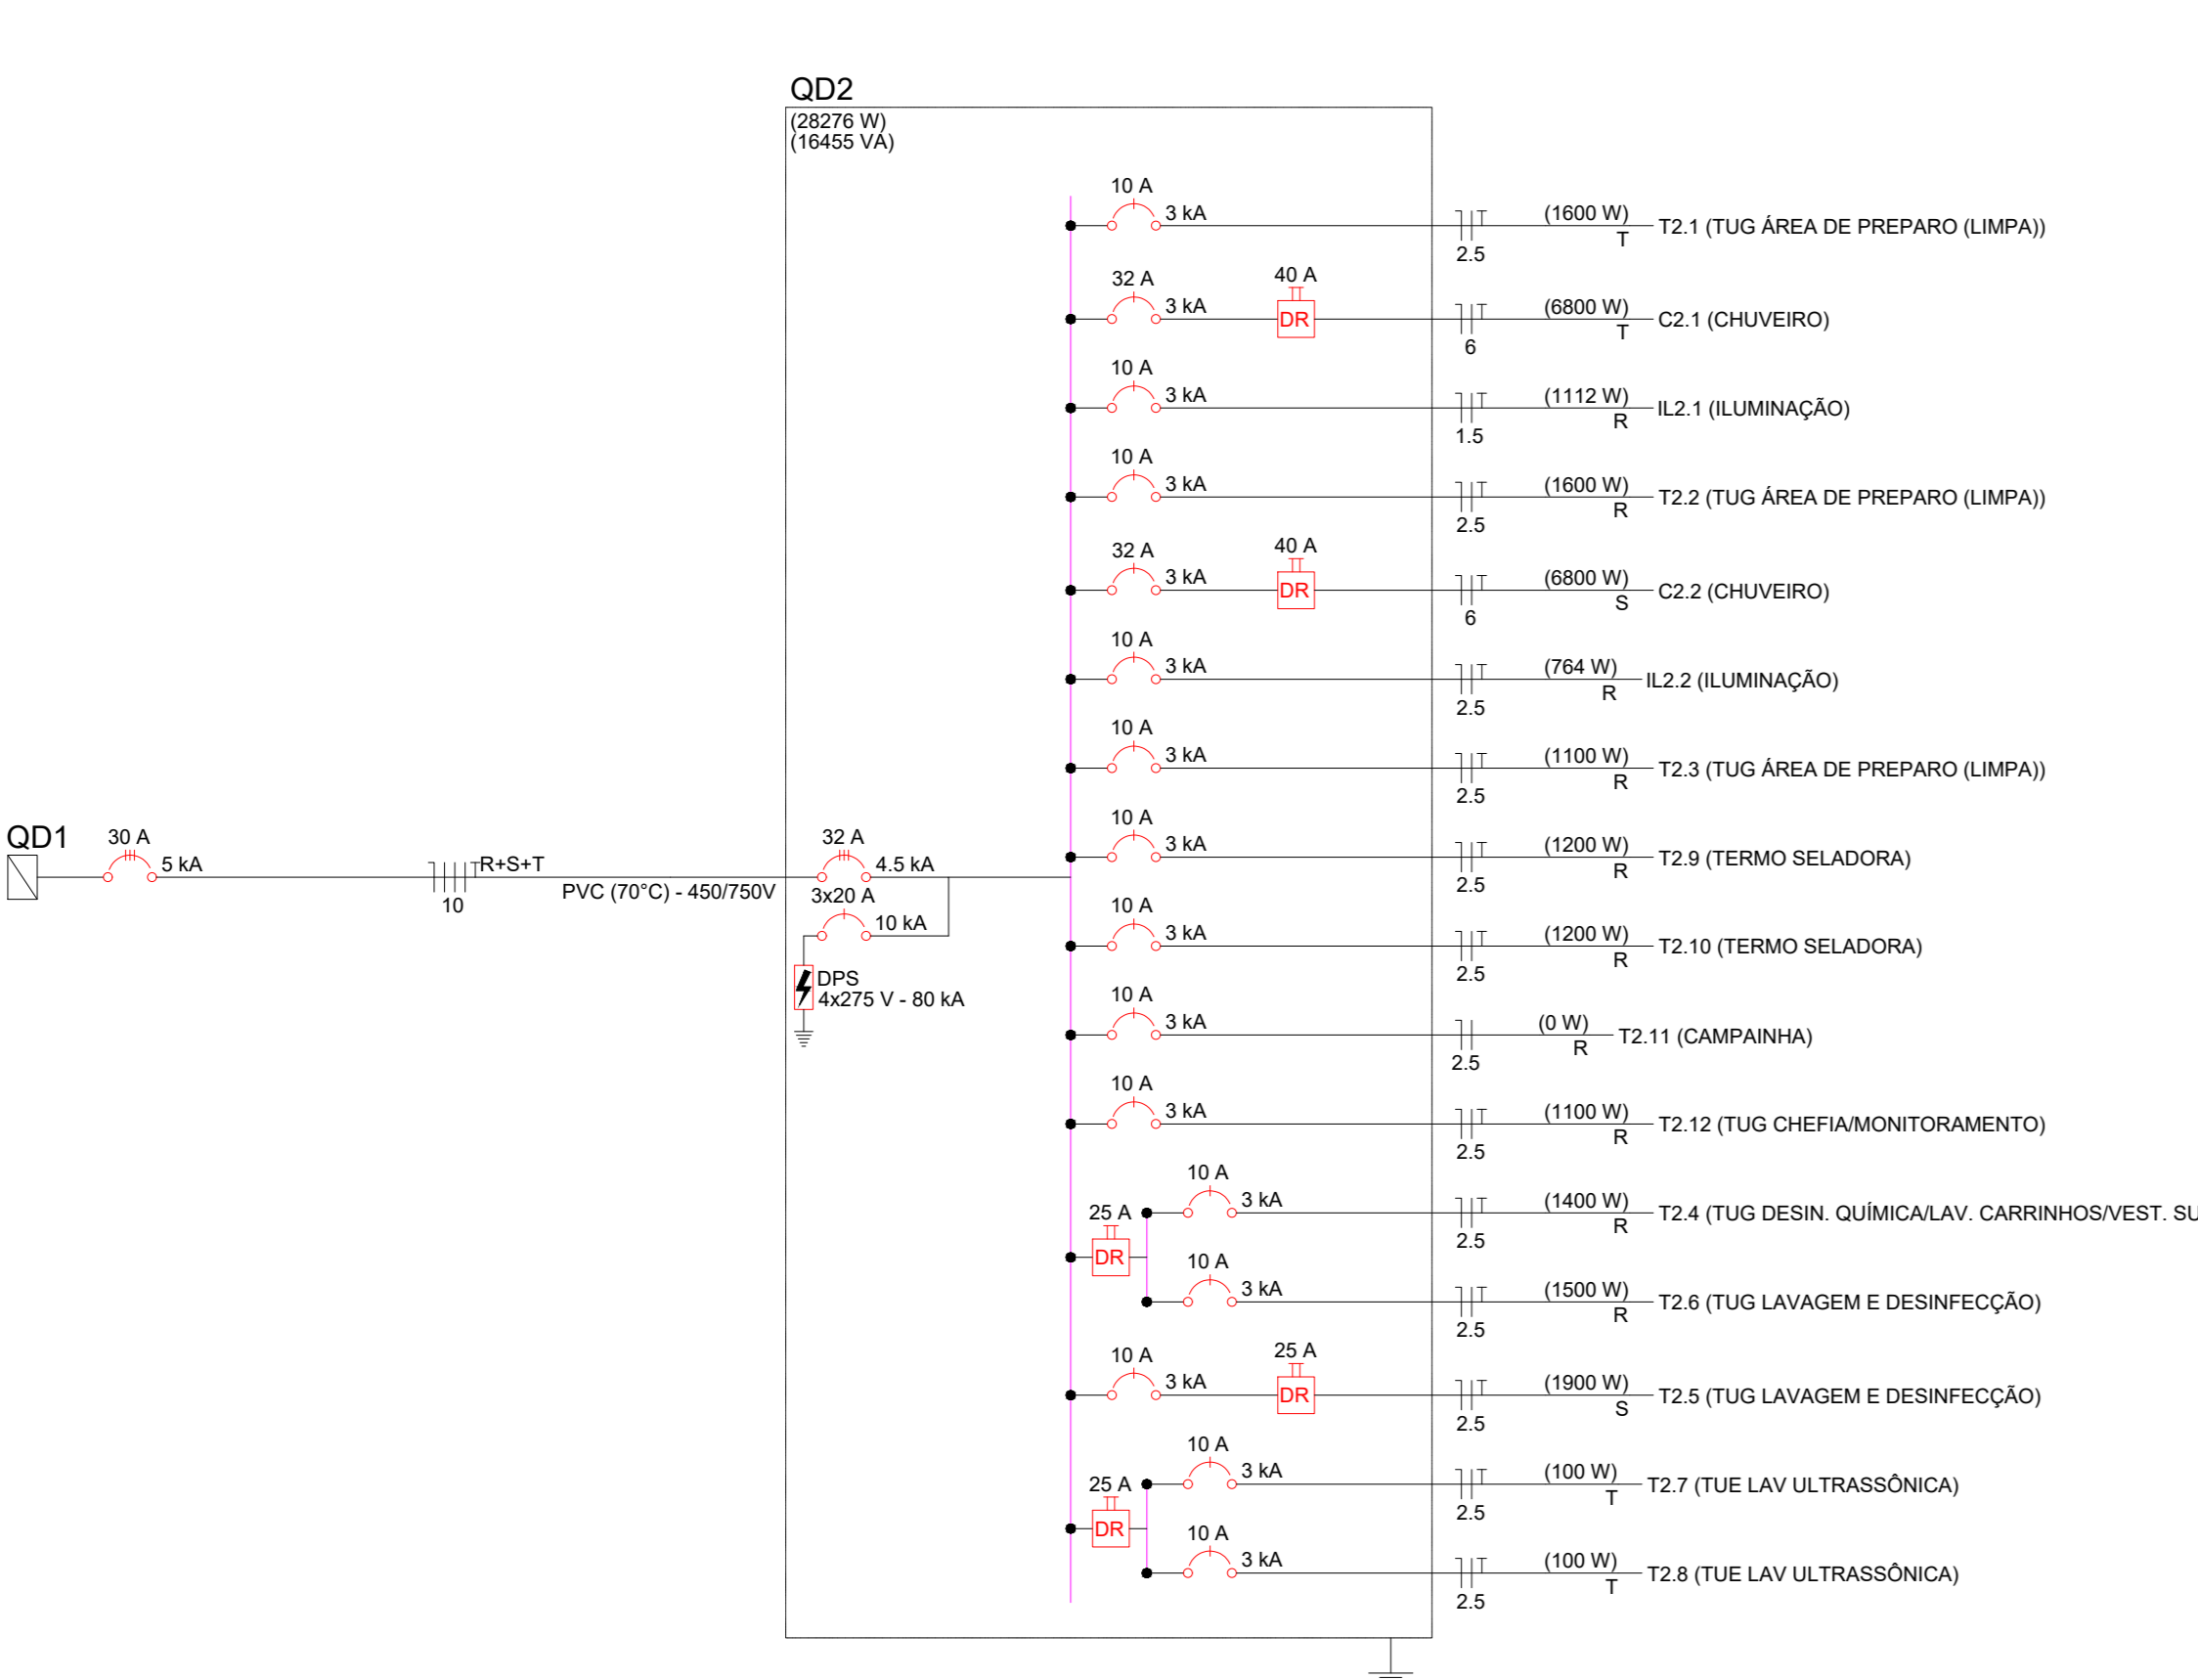 QD2
(28276 W)
(16455 VA)
10 A
3 kA
2.5
(1600 W)
T
T2.1 (TUG ÁREA DE PREPARO (LIMPA))
32 A
3 kA
40 A
DR
6
(6800 W)
T
C2.1 (CHUVEIRO)
10 A
3 kA
1.5
(1112 W)
R
IL2.1 (ILUMINAÇÃO)
10 A
3 kA
2.5
(1600 W)
R
T2.2 (TUG ÁREA DE PREPARO (LIMPA))
32 A
3 kA
40 A
DR
6
(6800 W)
S
C2.2 (CHUVEIRO)
10 A
3 kA
2.5
(764 W)
R
IL2.2 (ILUMINAÇÃO)
10 A
3 kA
2.5
(1100 W)
R
T2.3 (TUG ÁREA DE PREPARO (LIMPA))
QD1
30 A
5 kA
R+S+T
10
PVC (70°C) - 450/750V
32 A
4.5 kA
3x20 A
10 kA
DPS
4x275 V - 80 kA
10 A
3 kA
2.5
(1200 W)
R
T2.9 (TERMO SELADORA)
10 A
3 kA
2.5
(1200 W)
R
T2.10 (TERMO SELADORA)
10 A
3 kA
2.5
(0 W)
R
T2.11 (CAMPAINHA)
10 A
3 kA
2.5
(1100 W)
R
T2.12 (TUG CHEFIA/MONITORAMENTO)
25 A
DR
10 A
3 kA
2.5
(1400 W)
R
T2.4 (TUG DESIN. QUÍMICA/LAV. CARRINHOS/VEST. SU
10 A
3 kA
2.5
(1500 W)
R
T2.6 (TUG LAVAGEM E DESINFECÇÃO)
10 A
3 kA
25 A
DR
2.5
(1900 W)
S
T2.5 (TUG LAVAGEM E DESINFECÇÃO)
25 A
DR
10 A
3 kA
2.5
(100 W)
T
T2.7 (TUE LAV ULTRASSÔNICA)
10 A
3 kA
2.5
(100 W)
T
T2.8 (TUE LAV ULTRASSÔNICA)